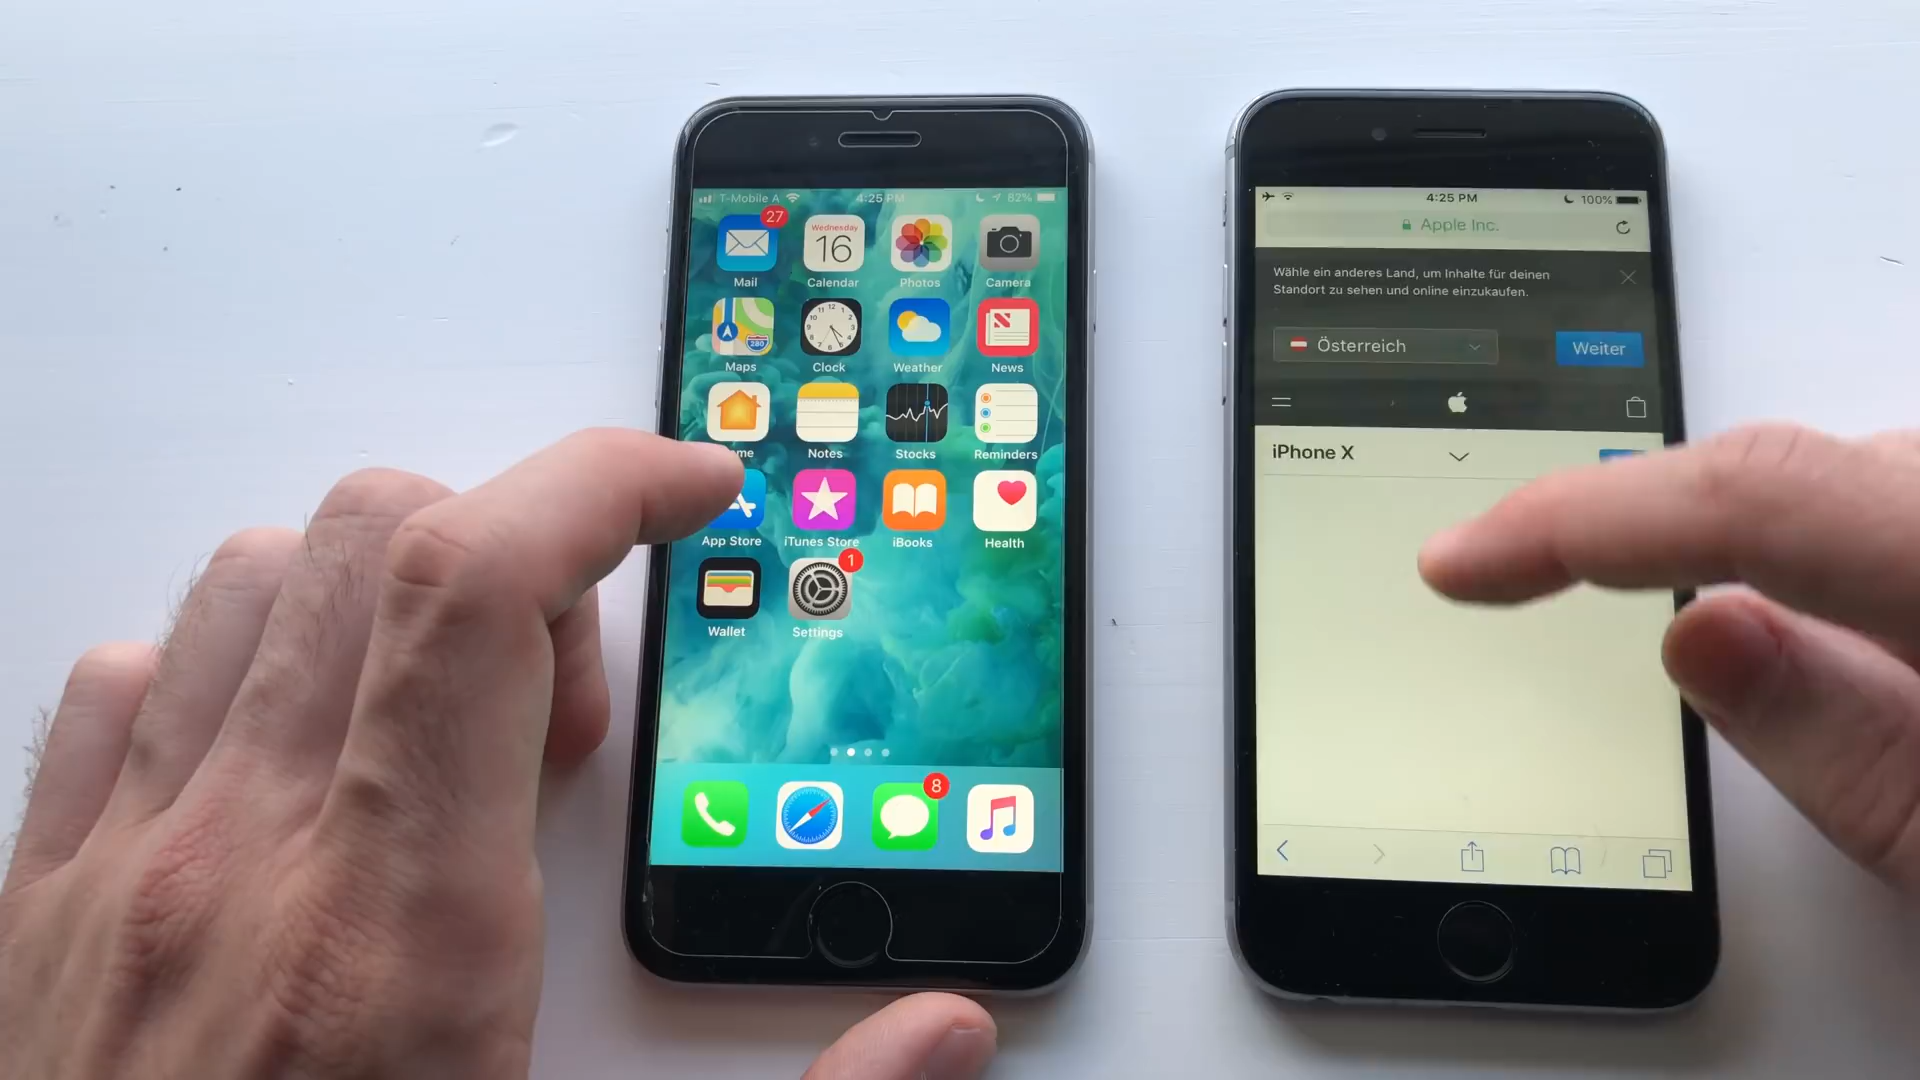 T-Mobile A
4:25 PM
82%
27
Wednesday
16
Mail
Calendar
Photos
Camera
12
280
Maps
Clock
Weather
News
Notes
Stocks
Reminders
App Store
iTunes Store
iBooks
Health
1
Wallet
Settings
8
4:25 PM
100%
Apple Inc.
Wähle ein anderes Land, um Inhalte für deinen
Standort zu sehen und online einzukaufen.
Österreich
Weiter
iPhone X